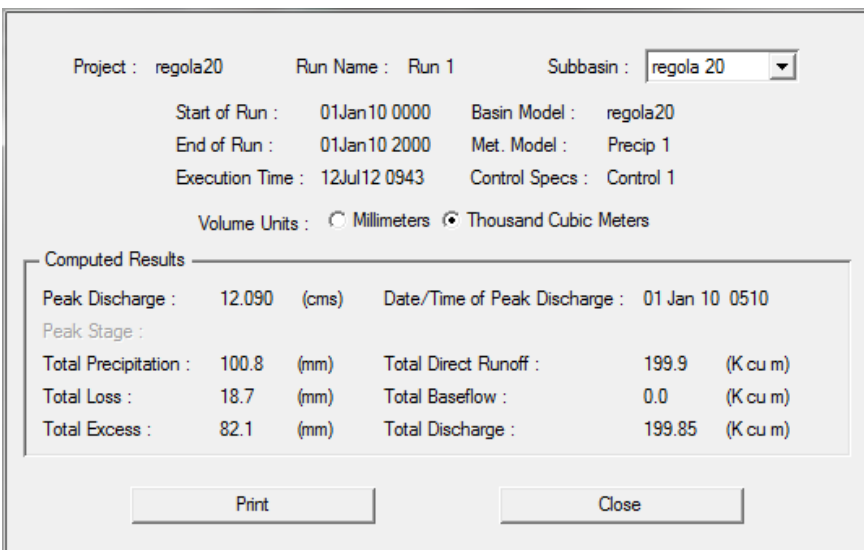 Project : regola20 Run Name : Run 1 Subbasin : regola 20
Start of Run : 01Jan10 0000 Basin Model : regola20
End of Run : 01Jan10 2000 Met. Model : Precip 1
Execution Time : 12Jul12 0943 Control Specs : Control 1
Volume Units : Millimeters Thousand Cubic Meters
Computed Results
Peak Discharge : 12.090 (cms) Date/Time of Peak Discharge : 01 Jan 10 0510
Peak Stage :
Total Precipitation : 100.8 (mm) Total Direct Runoff : 199.9 (K cu m)
Total Loss : 18.7 (mm) Total Baseflow : 0.0 (K cu m)
Total Excess : 82.1 (mm) Total Discharge : 199.85 (K cu m)
Print Close